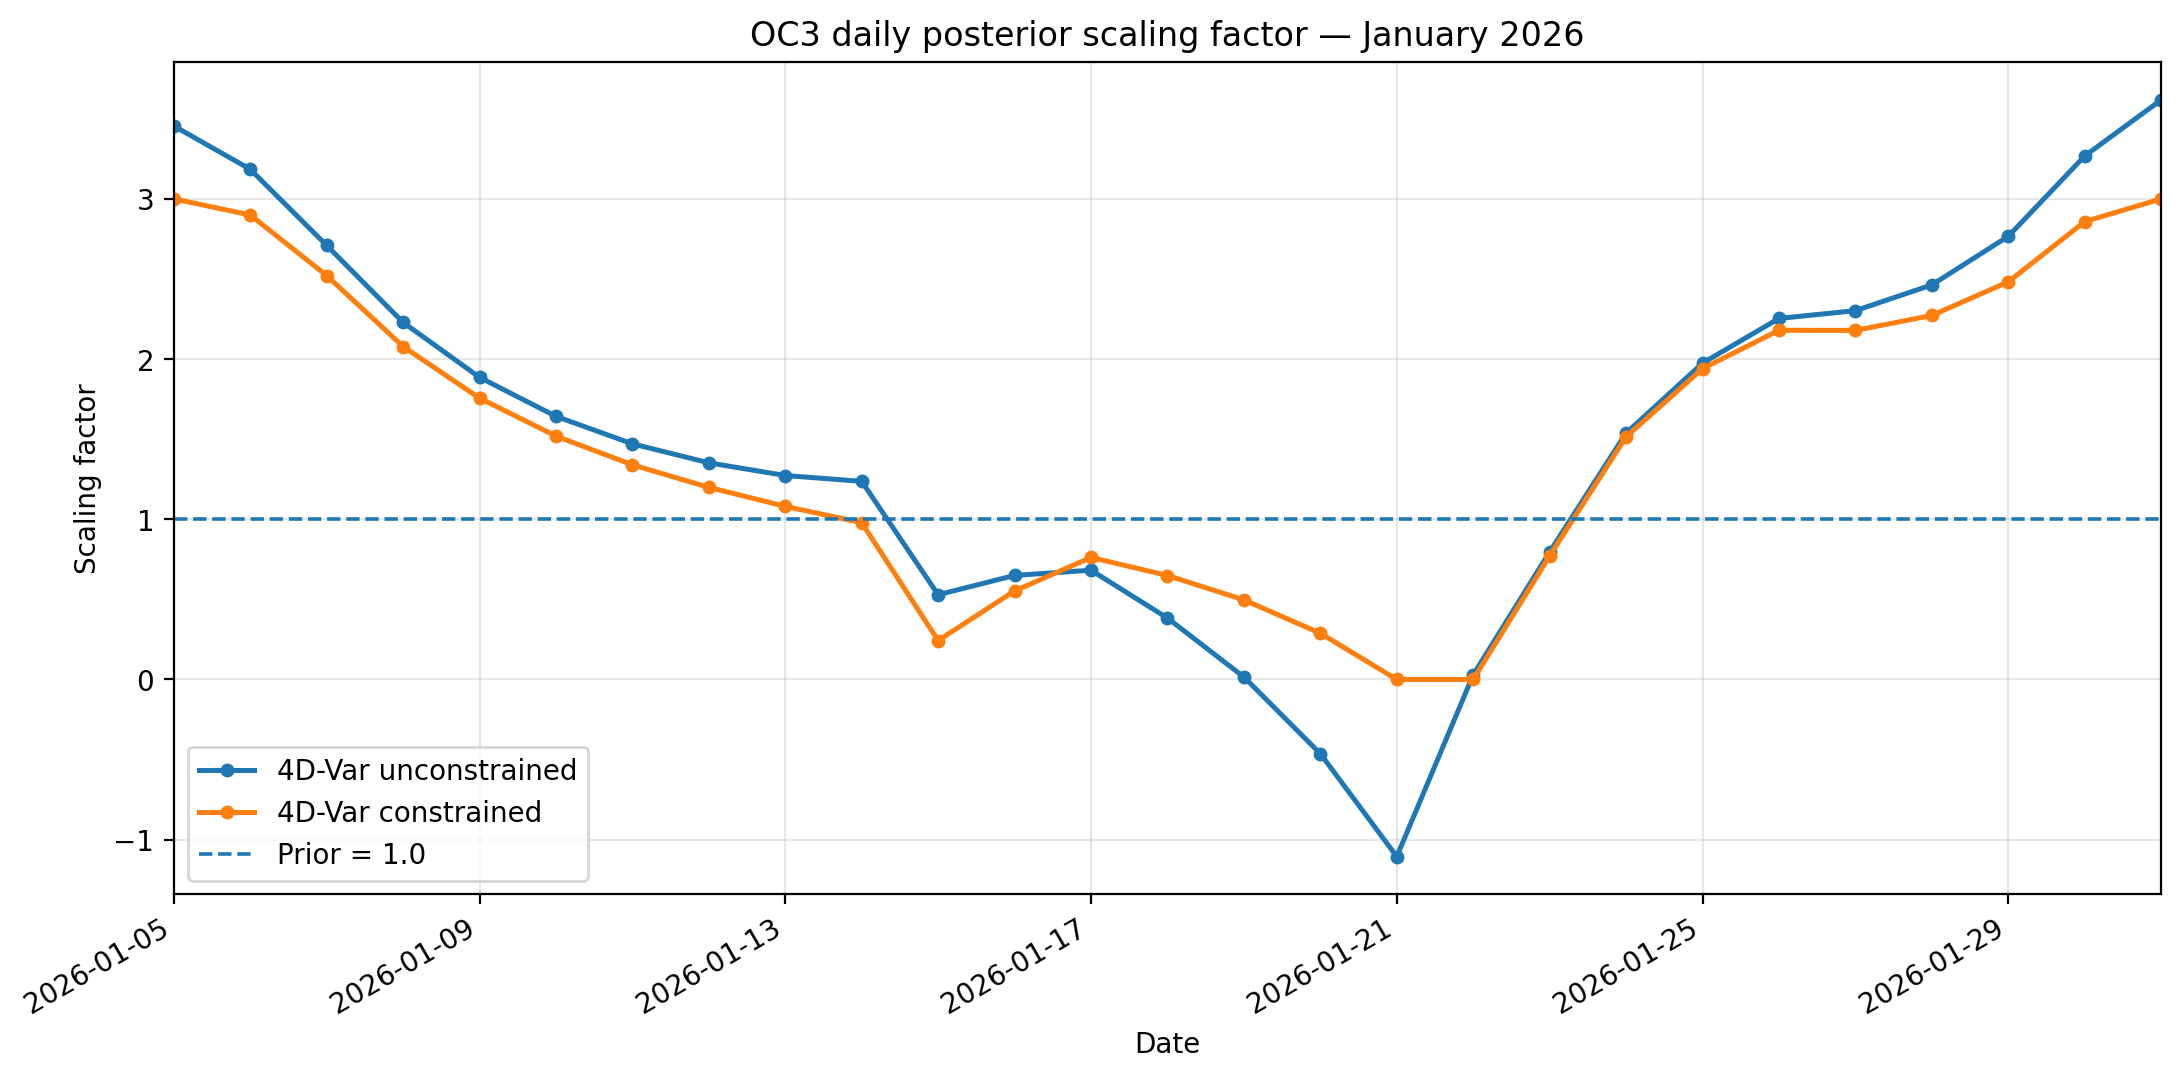 OC3 daily posterior scaling factor — January 2026
Scaling factor
3
2
1
0
−1
4D-Var unconstrained
4D-Var constrained
Prior = 1.0
2026-01-05
2026-01-09
2026-01-13
2026-01-17
2026-01-21
2026-01-25
2026-01-29
Date